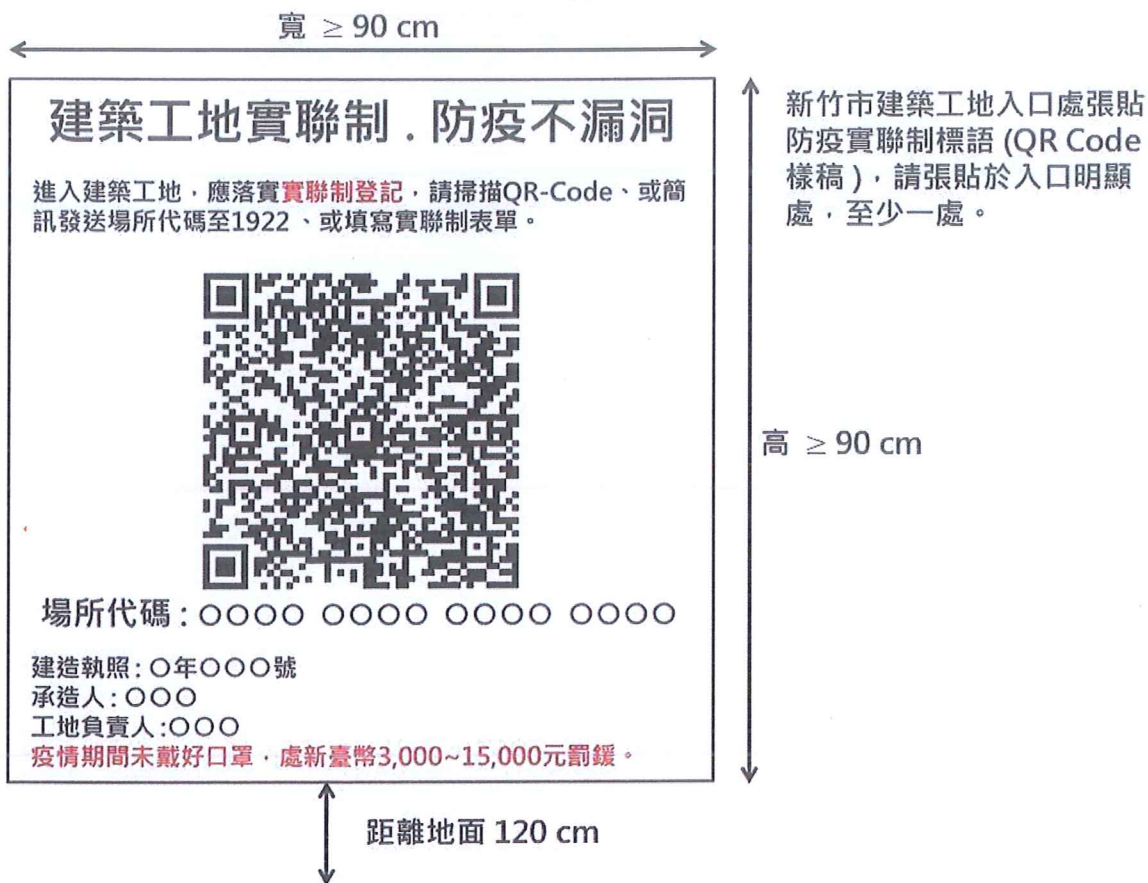 寬 ≥ 90 cm
建築工地實聯制 . 防疫不漏洞
進入建築工地，應落實實聯制登記，請掃描QR-Code、或簡
訊發送場所代碼至1922 、或填寫實聯制表單。
場所代碼 : OOOO OOOO OOOO OOOO
建造執照 : O年OOO號
承造人 : OOO
工地負責人 :OOO
疫情期間未戴好口罩，處新臺幣3,000~15,000元罰鍰。
新竹市建築工地入口處張貼
防疫實聯制標語 (QR Code
樣稿 )，請張貼於入口明顯
處，至少一處。
高 ≥ 90 cm
距離地面 120 cm